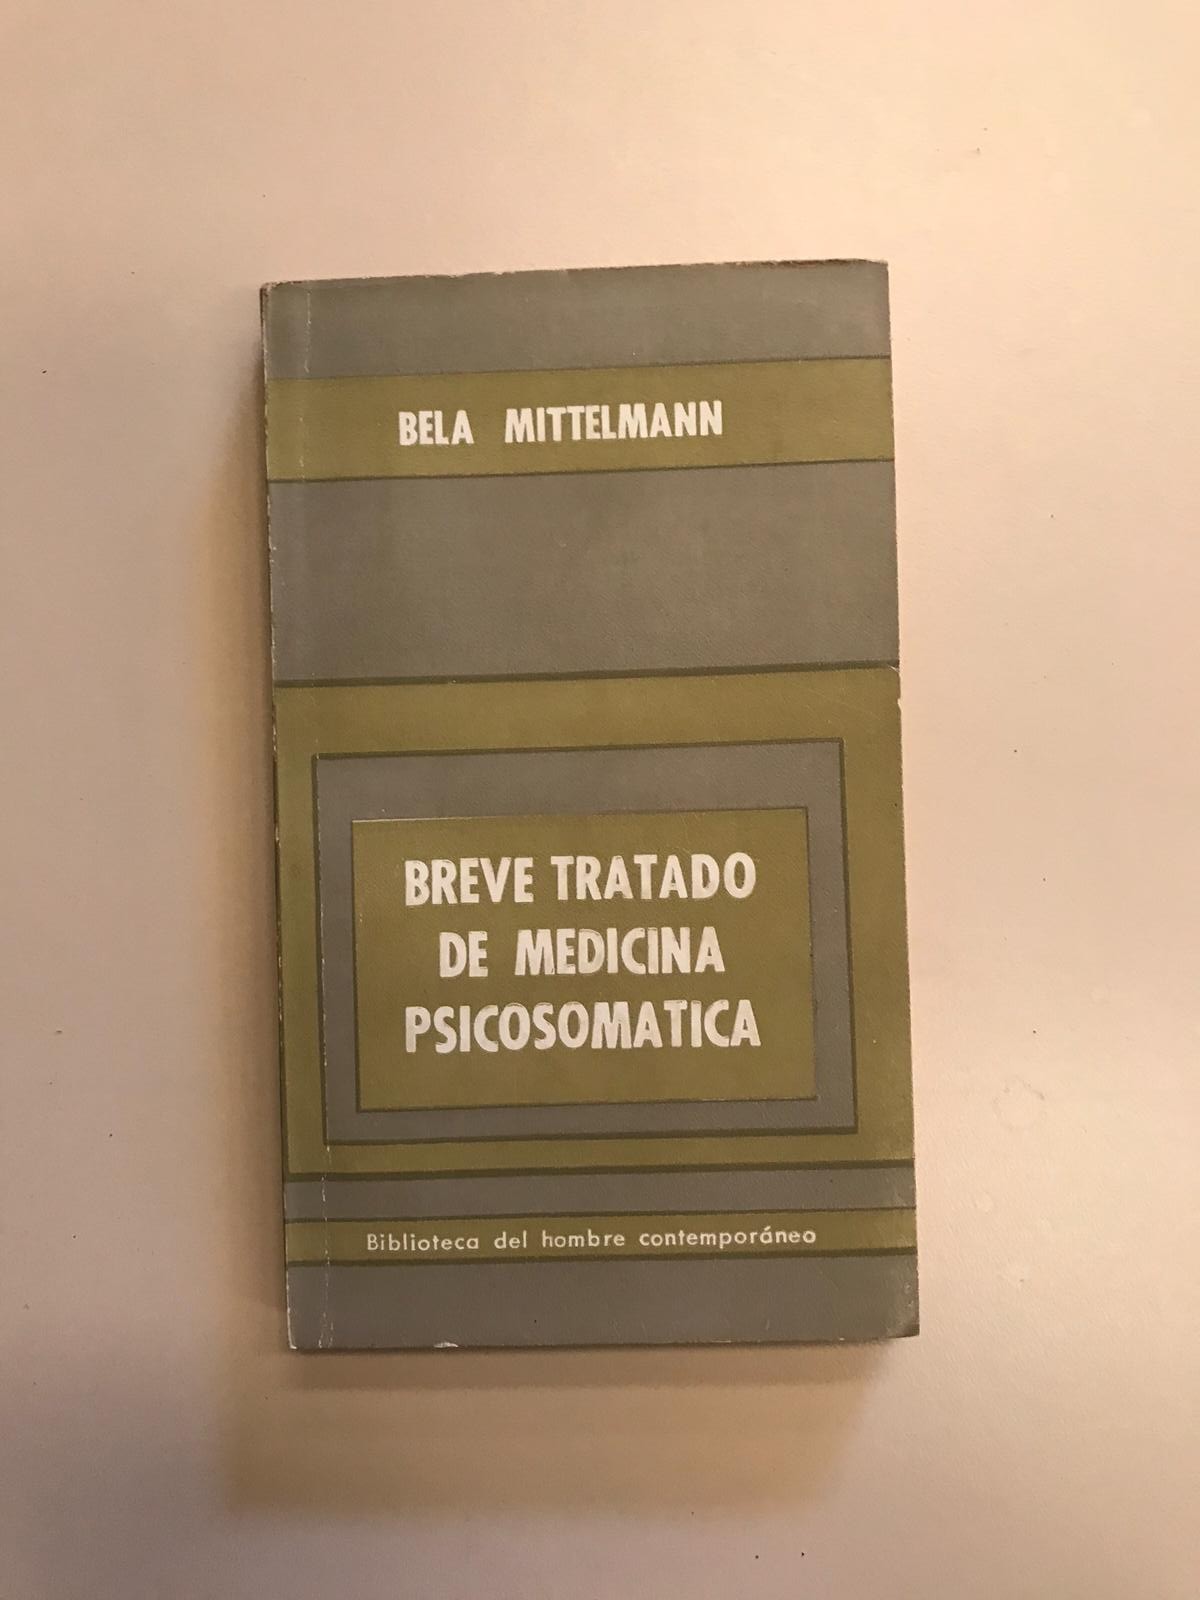 BELA MITTELMANN
BREVE TRATADO
DE MEDICINA
PSICOSOMATICA
Biblioteca del hombre contemporáneo